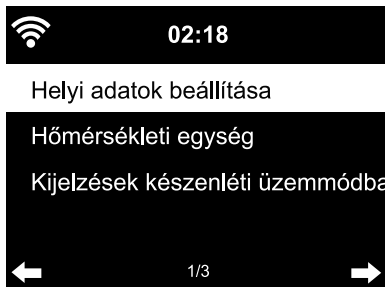 02:18
Helyi adatok beállítása
Hőmérsékleti egység
Kijelzések készenléti üzemmódba
1/3